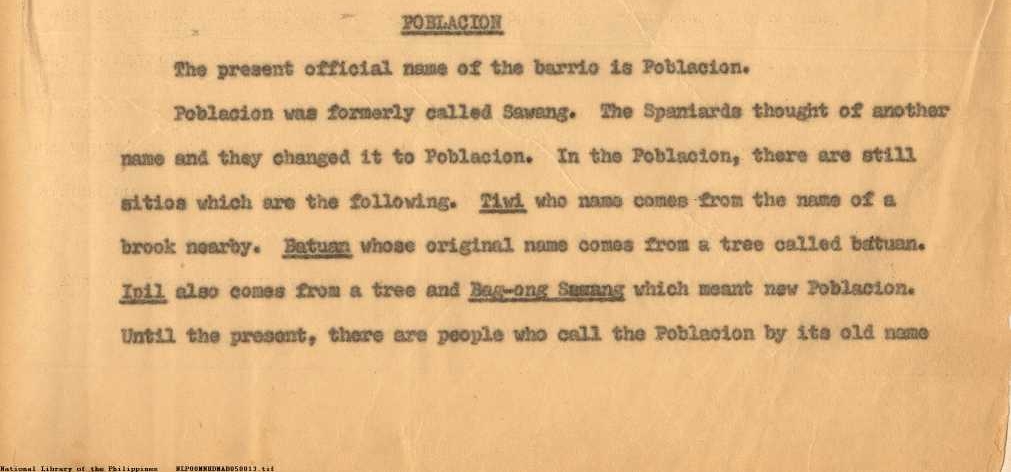 POBLACION
The present official name of the barrio is Poblacion.
Poblacion was formerly called Sawang. The Spaniards thought of another
name and they changed it to Poblacion. In the Poblacion, there are still
sitios which are the following. Tiwi who name comes from the name of a
brook nearby. Batuan whose original name comes from a tree called batuan.
Ipil also comes from a tree and Bag-ong Sawang which meant new Poblacion.
Until the present, there are people who call the Poblacion by its old name
National Library of the Philippines